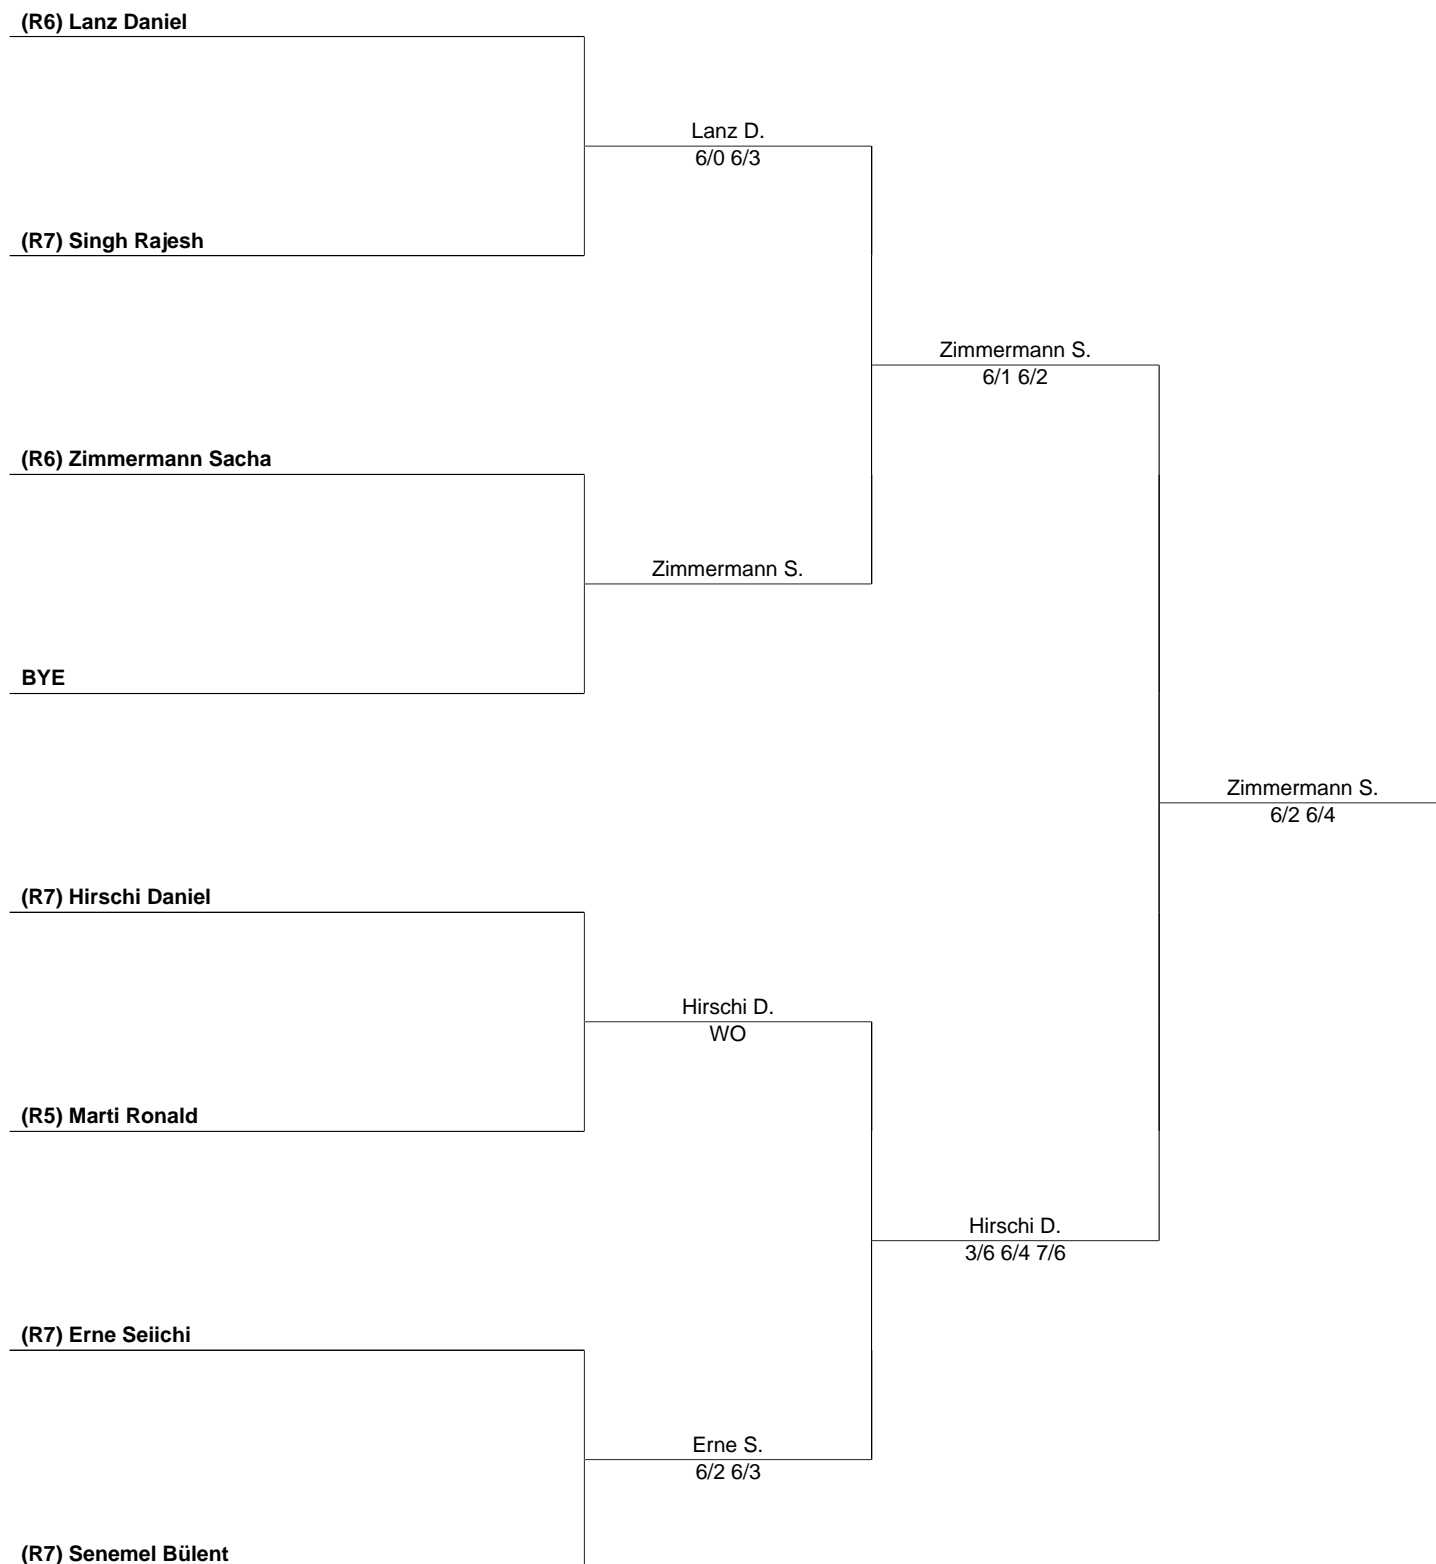 (R6) Lanz Daniel
Lanz D.
6/0 6/3
(R7) Singh Rajesh
Zimmermann S.
6/1 6/2
(R6) Zimmermann Sacha
Zimmermann S.
BYE
Zimmermann S.
6/2 6/4
(R7) Hirschi Daniel
Hirschi D.
WO
(R5) Marti Ronald
Hirschi D.
3/6 6/4 7/6
(R7) Erne Seiichi
Erne S.
6/2 6/3
(R7) Senemel Bülent